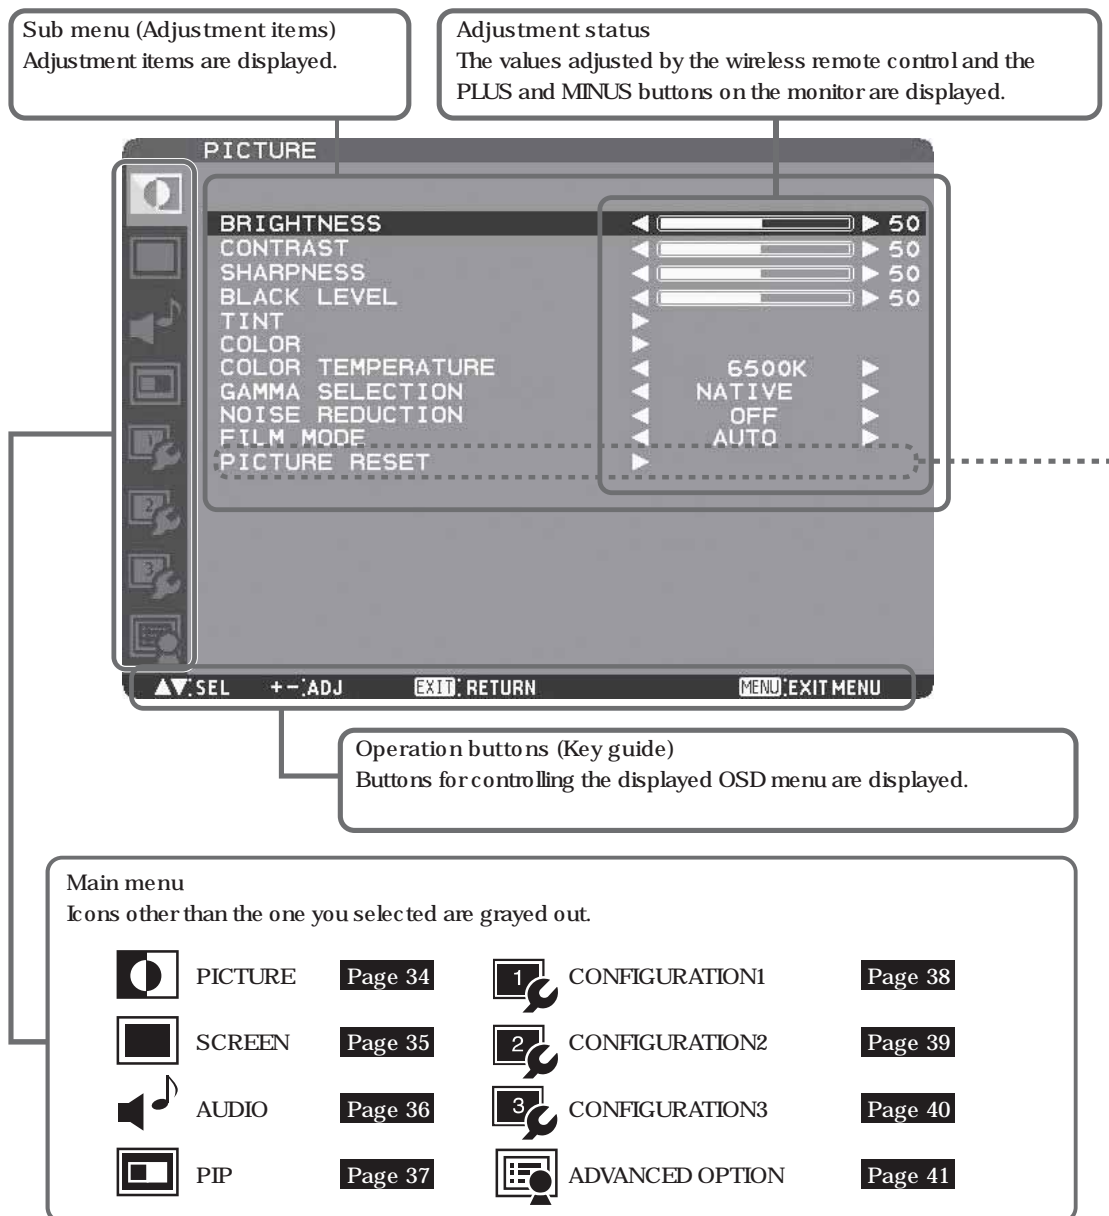 Sub menu (Adjustment items)
Adjustment items are displayed.
Adjustment status
The values adjusted by the wireless remote control and the
PLUS and MINUS buttons on the monitor are displayed.
PICTURE
BRIGHTNESS 50
CONTRAST 50
SHARPNESS 50
BLACK LEVEL 50
TINT
COLOR
COLOR TEMPERATURE 6500K
GAMMA SELECTION NATIVE
NOISE REDUCTION OFF
FILM MODE AUTO
PICTURE RESET
1
2
3
▲▼:SEL +-:ADJ EXIT: RETURN MENU:EXIT MENU
Operation buttons (Key guide)
Buttons for controlling the displayed OSD menu are displayed.
Main menu
Icons other than the one you selected are grayed out.
PICTURE Page 34 1 CONFIGURATION1 Page 38
SCREEN Page 35 2 CONFIGURATION2 Page 39
AUDIO Page 36 3 CONFIGURATION3 Page 40
PIP Page 37 ADVANCED OPTION Page 41